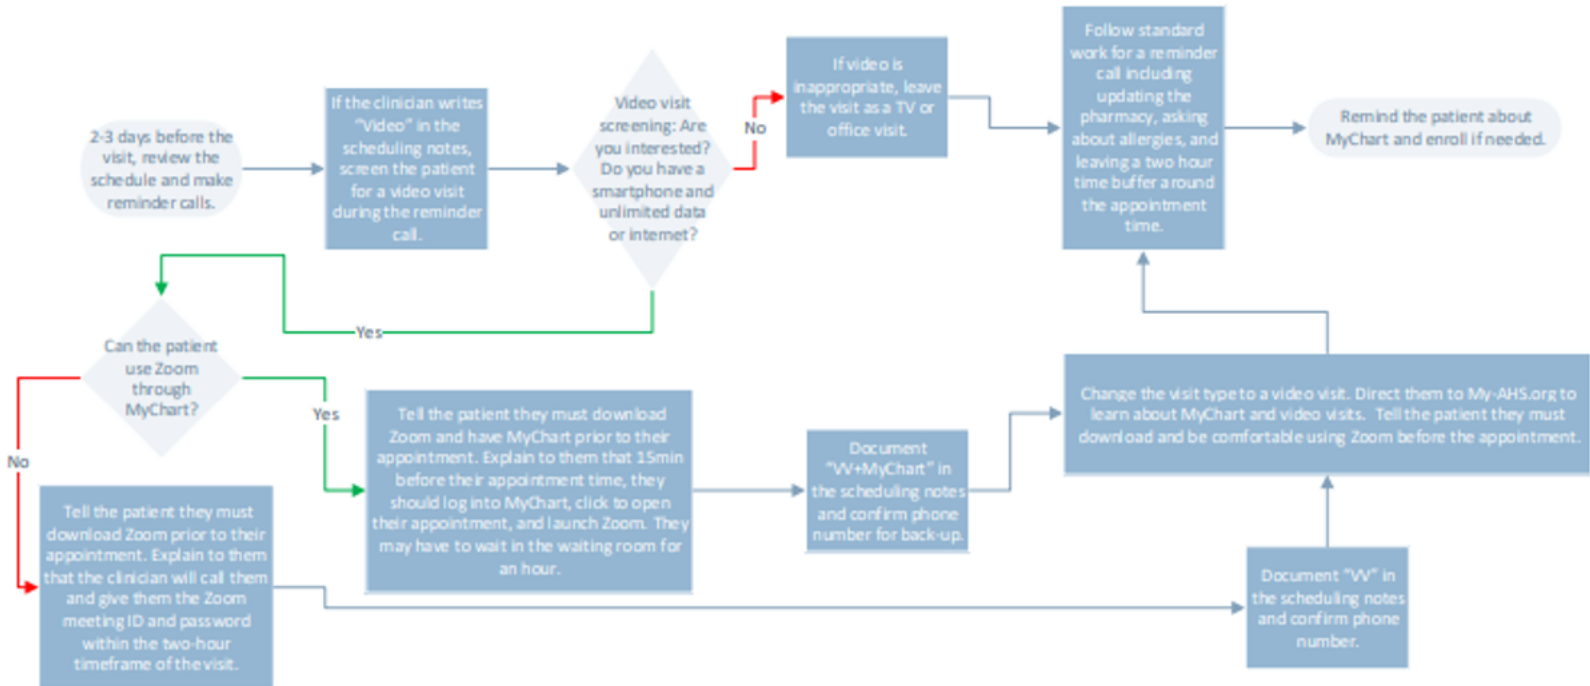 2-3 days before the
visit, review the
schedule and make
reminder calls.
If the clinician writes
"Video" in the
scheduling notes,
screen the patient
for a video visit
during the reminder
call.
Video visit
screening: Are
you interested?
Do you have a
smartphone and
unlimited data
or internet?
No
If video is
inappropriate, leave
the visit as a TV or
office visit.
Follow standard
work for a reminder
call including
updating the
pharmacy, asking
about allergies, and
leaving a two hour
time buffer around
the appointment
time.
Remind the patient about
MyChart and enroll if needed.
Yes
Can the patient
use Zoom
through
MyChart?
Yes
No
Tell the patient they must
download Zoom and have MyChart prior to their
appointment. Explain to them that 15min
before their appointment time, they
should log into MyChart, click to open
their appointment, and launch Zoom. They
may have to wait in the waiting room for
an hour.
Document
"VV+MyChart" in
the scheduling notes
and confirm phone
number for back-up.
Change the visit type to a video visit. Direct them to My-AHS.org to
learn about MyChart and video visits. Tell the patient they must
download and be comfortable using Zoom before the appointment.
Tell the patient they must
download Zoom prior to their
appointment. Explain to them
that the clinician will call them
and give them the Zoom
meeting ID and password
within the two-hour
timeframe of the visit.
Document "VV" in
the scheduling notes
and confirm phone
number.